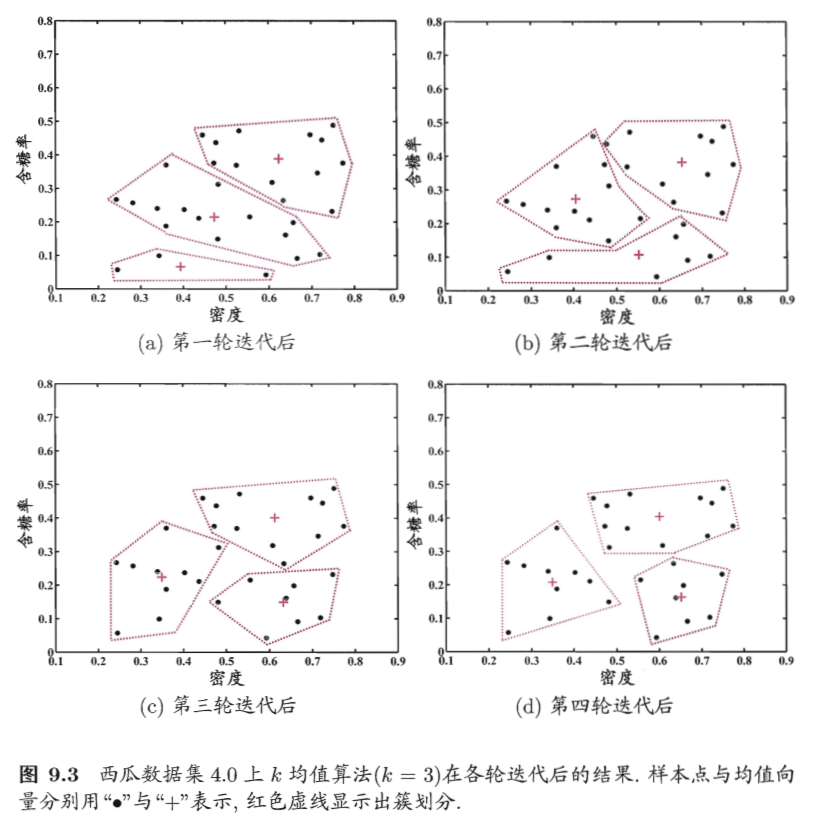 0.8
0.7
0.6
0.5
0.4
0.3
0.2
0.1
0
含糖率
0.1 0.2 0.3 0.4 0.5 0.6 0.7 0.8 0.9
密度
(a) 第一轮迭代后
0.8
0.7
0.6
0.5
0.4
0.3
0.2
0.1
0
含糖率
0.1 0.2 0.3 0.4 0.5 0.6 0.7 0.8 0.9
密度
(b) 第二轮迭代后
0.8
0.7
0.6
0.5
0.4
0.3
0.2
0.1
0
含糖率
0.1 0.2 0.3 0.4 0.5 0.6 0.7 0.8 0.9
密度
(c) 第三轮迭代后
0.8
0.7
0.6
0.5
0.4
0.3
0.2
0.1
0
含糖率
0.1 0.2 0.3 0.4 0.5 0.6 0.7 0.8 0.9
密度
(d) 第四轮迭代后
图 9.3 西瓜数据集 4.0 上 k 均值算法(k = 3)在各轮迭代后的结果. 样本点与均值向
量分别用“●”与“+”表示, 红色虚线显示出簇划分.